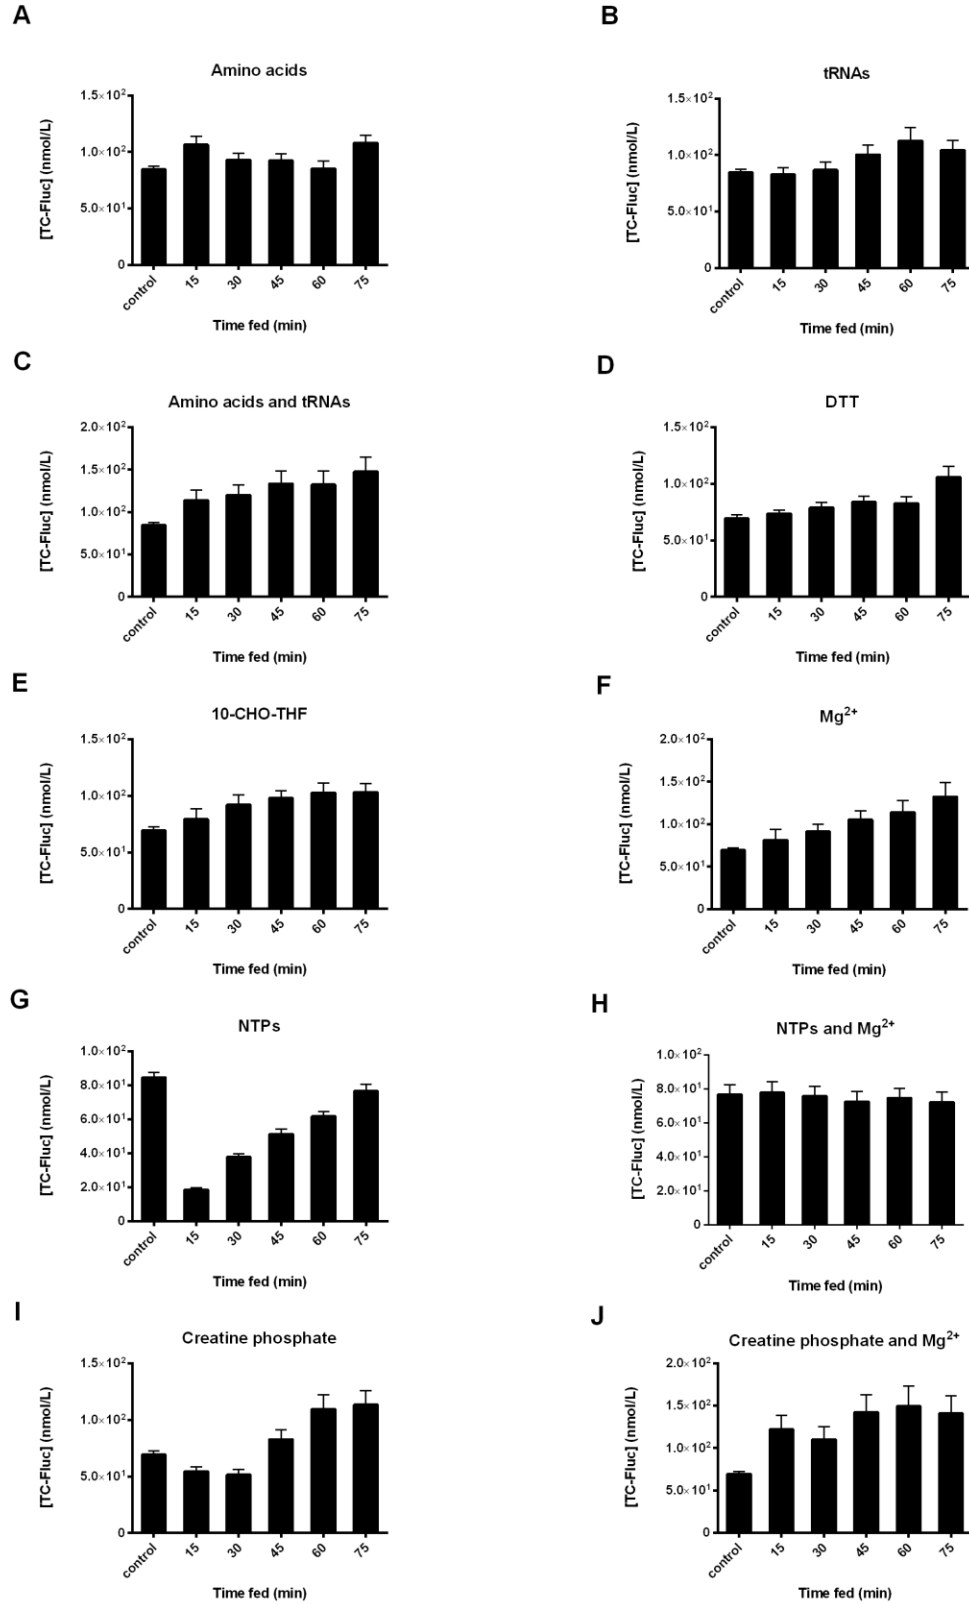 A
Amino acids
[TC-Fluc] (nmol/L)
1.5×10²
1.0×10²
5.0×10¹
0
control 15 30 45 60 75
Time fed (min)
B
tRNAs
[TC-Fluc] (nmol/L)
1.5×10²
1.0×10²
5.0×10¹
0
control 15 30 45 60 75
Time fed (min)
C
Amino acids and tRNAs
[TC-Fluc] (nmol/L)
2.0×10²
1.5×10²
1.0×10²
5.0×10¹
0
control 15 30 45 60 75
Time fed (min)
D
DTT
[TC-Fluc] (nmol/L)
1.5×10²
1.0×10²
5.0×10¹
0
control 15 30 45 60 75
Time fed (min)
E
10-CHO-THF
[TC-Fluc] (nmol/L)
1.5×10²
1.0×10²
5.0×10¹
0
control 15 30 45 60 75
Time fed (min)
F
Mg²⁺
[TC-Fluc] (nmol/L)
2.0×10²
1.5×10²
1.0×10²
5.0×10¹
0
control 15 30 45 60 75
Time fed (min)
G
NTPs
[TC-Fluc] (nmol/L)
1.0×10²
8.0×10¹
6.0×10¹
4.0×10¹
2.0×10¹
0
control 15 30 45 60 75
Time fed (min)
H
NTPs and Mg²⁺
[TC-Fluc] (nmol/L)
1.0×10²
8.0×10¹
6.0×10¹
4.0×10¹
2.0×10¹
0
control 15 30 45 60 75
Time fed (min)
I
Creatine phosphate
[TC-Fluc] (nmol/L)
1.5×10²
1.0×10²
5.0×10¹
0
control 15 30 45 60 75
Time fed (min)
J
Creatine phosphate and Mg²⁺
[TC-Fluc] (nmol/L)
2.0×10²
1.5×10²
1.0×10²
5.0×10¹
0
control 15 30 45 60 75
Time fed (min)